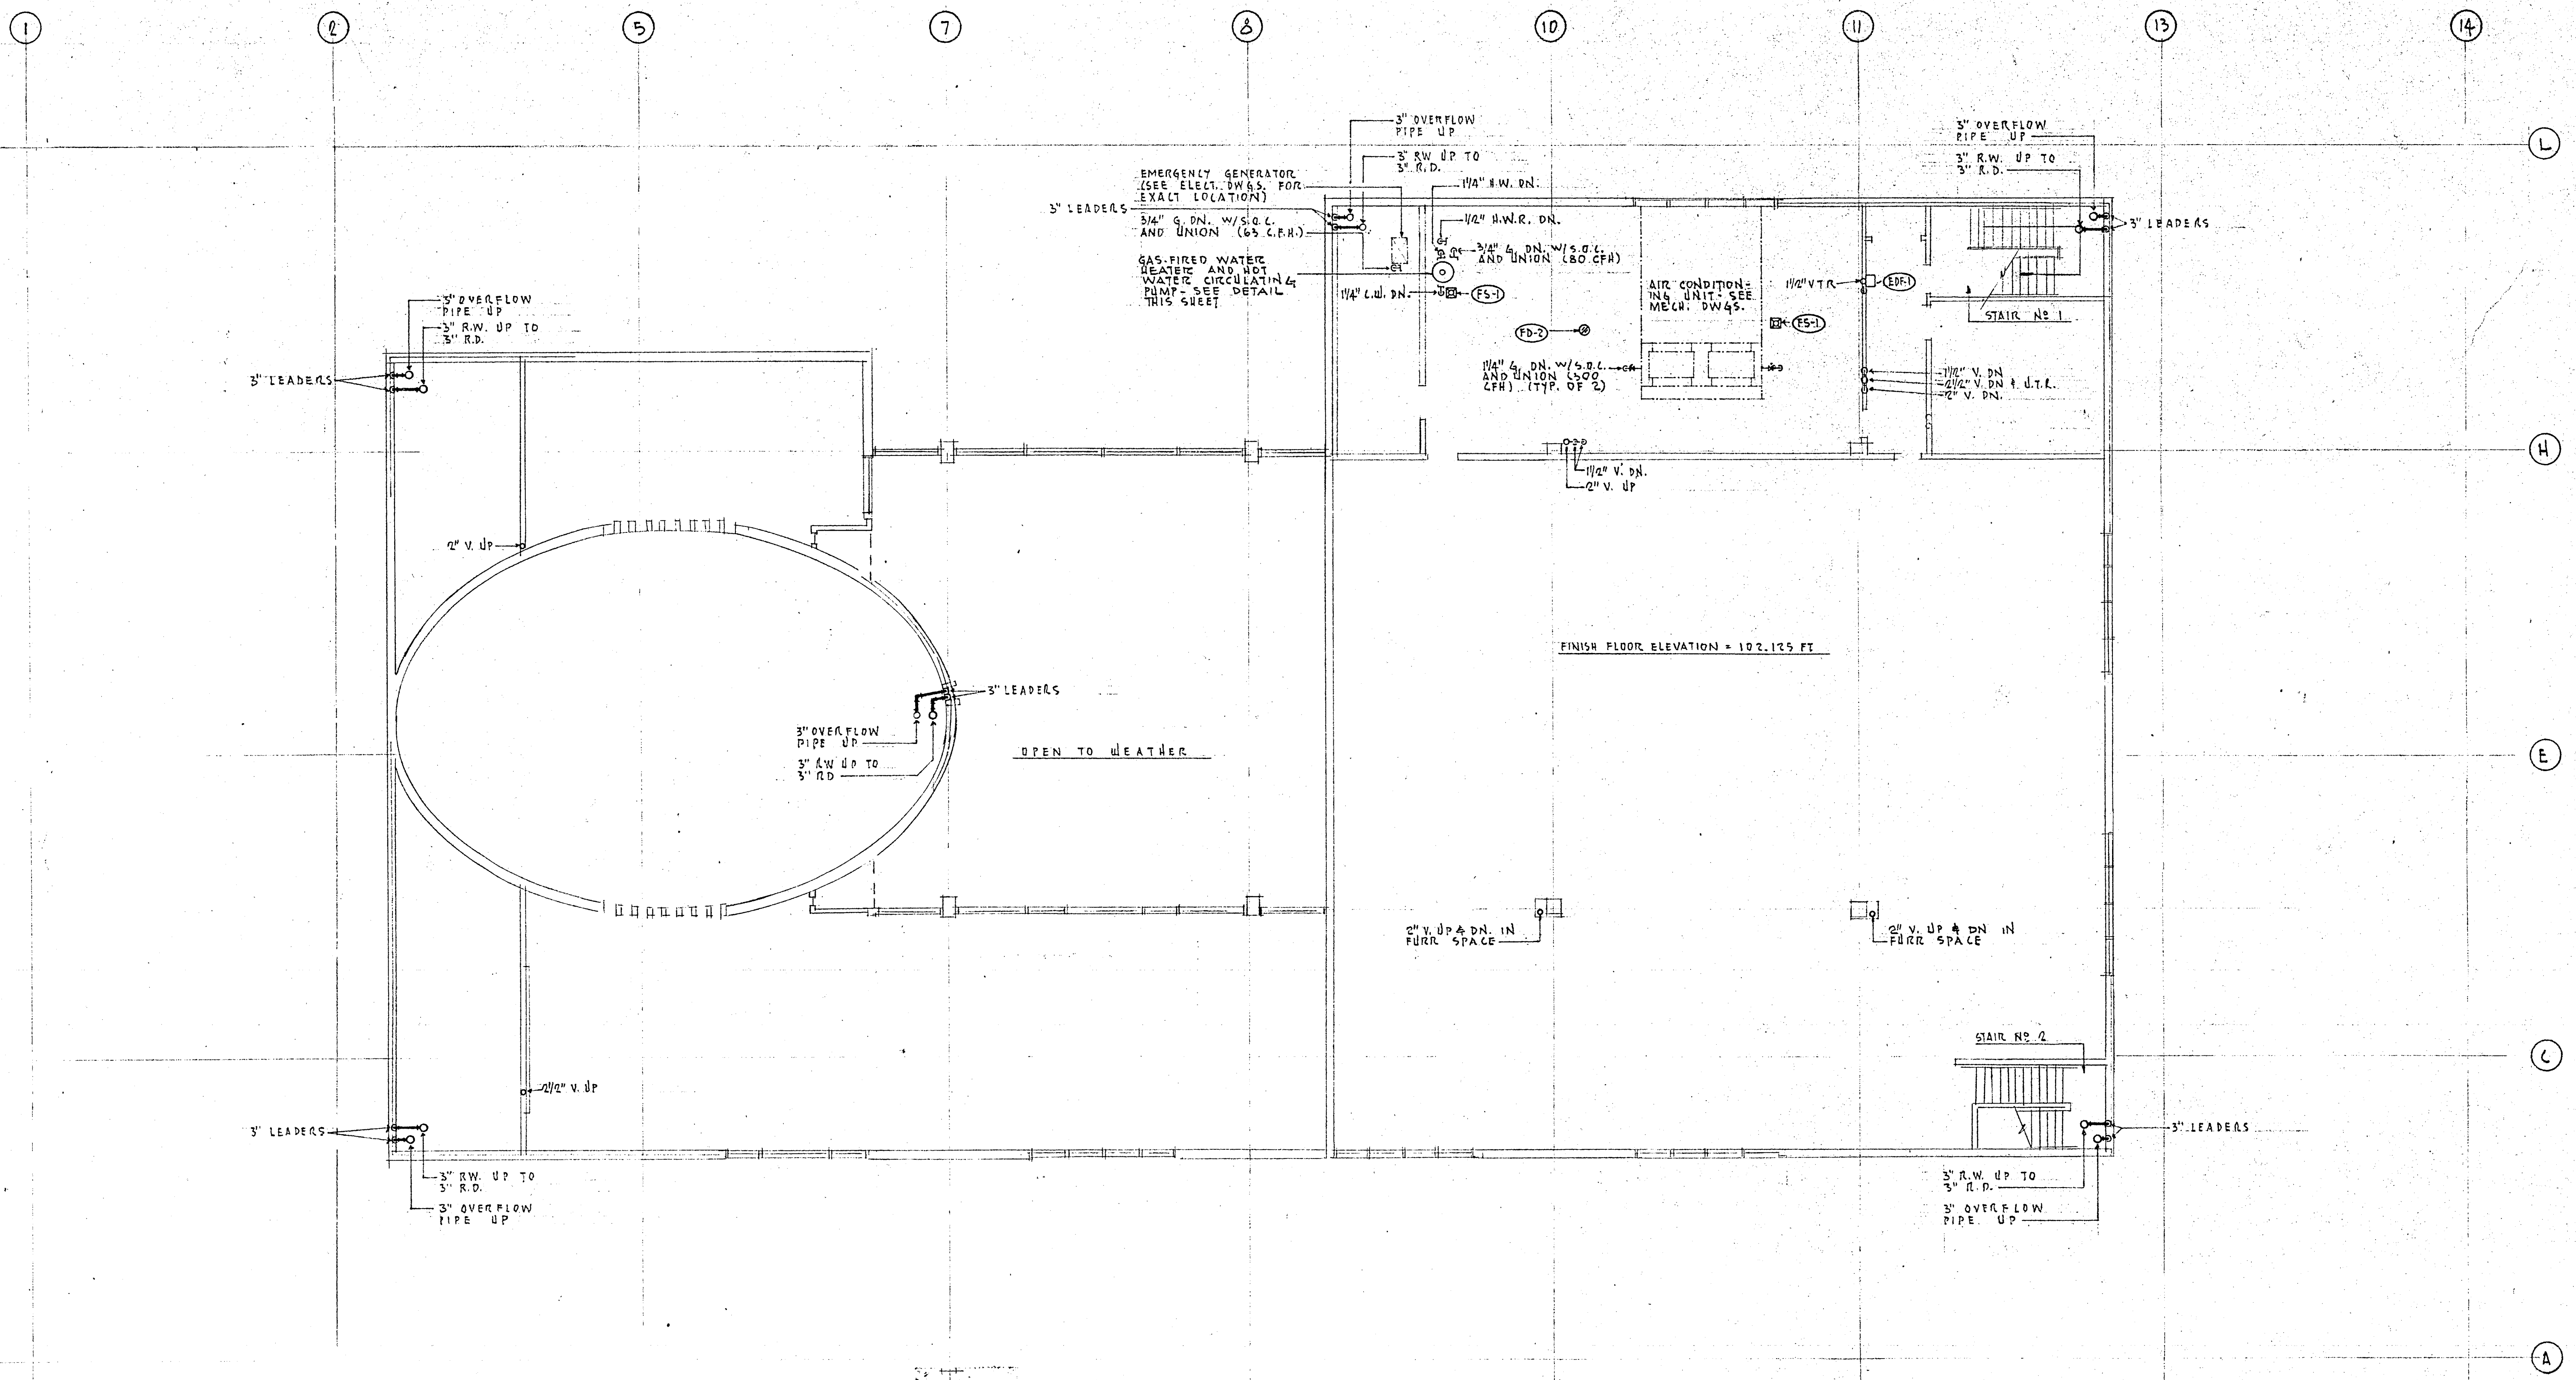 1
2
5
7
8
10
11
13
14
L
H
E
C
A
3" OVERFLOW
PIPE UP
3" RW UP TO
3" R.D.
3" OVERFLOW
PIPE UP
3" R.W. UP TO
3" R.D.
EMERGENCY GENERATOR
(SEE ELECT. DWGS. FOR
EXACT LOCATION)
3" LEADERS
3/4" G. DN. W/S.O.C.
AND UNION (63 C.F.H.)
GAS-FIRED WATER
HEATER AND HOT
WATER CIRCULATING
PUMP - SEE DETAIL
THIS SHEET
1 1/4" H.W. DN.
1/2" H.W.R. DN.
3/4" G. DN. W/S.O.C.
AND UNION (80 CFH)
1 1/4" C.W. DN.
FS-1
FD-2
AIR CONDITION-
ING UNIT - SEE
MECH. DWGS.
FS-1
1 1/2" VTR
EDF-1
3" LEADERS
STAIR Nº 1
1 1/4" G. DN. W/S.O.C.
AND UNION (500
CFH) (TYP. OF 2)
1 1/2" V. DN
2 1/2" V. DN & V.T.R.
2" V. DN.
1 1/2" V. DN.
2" V. UP
3" OVERFLOW
PIPE UP
3" R.W. UP TO
3" R.D.
3" LEADERS
2" V. UP
FINISH FLOOR ELEVATION = 102.125 FT
3" LEADERS
3" OVERFLOW
PIPE UP
3" RW UP TO
3" RD
OPEN TO WEATHER
2" V. UP & DN. IN
FURR SPACE
2" V. UP & DN IN
FURR SPACE
STAIR Nº 2
2 1/2" V. UP
3" LEADERS
3" RW. UP TO
3" R.D.
3" OVERFLOW
PIPE UP
3" LEADERS
3" R.W. UP TO
3" R.D.
3" OVERFLOW
PIPE UP